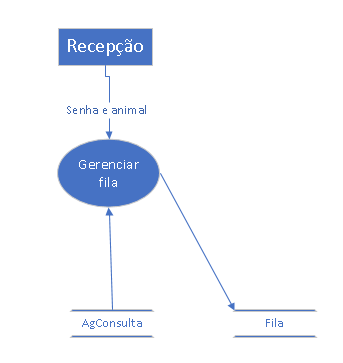 Recepção
Senha e animal
Gerenciar
fila
AgConsulta
Fila